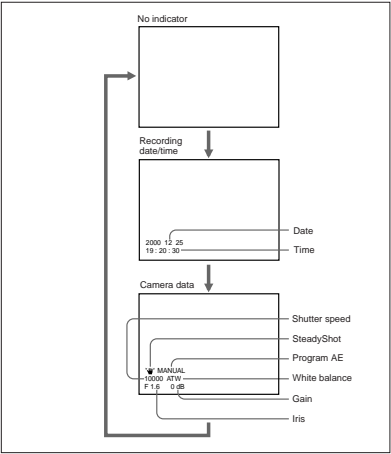 No indicator
Recording
date/time
Date
2000 12 25
19 : 20 : 30
Time
Camera data
Shutter speed
SteadyShot
Program AE
MANUAL
10000 ATW
White balance
F 1.6 0 dB
Gain
Iris